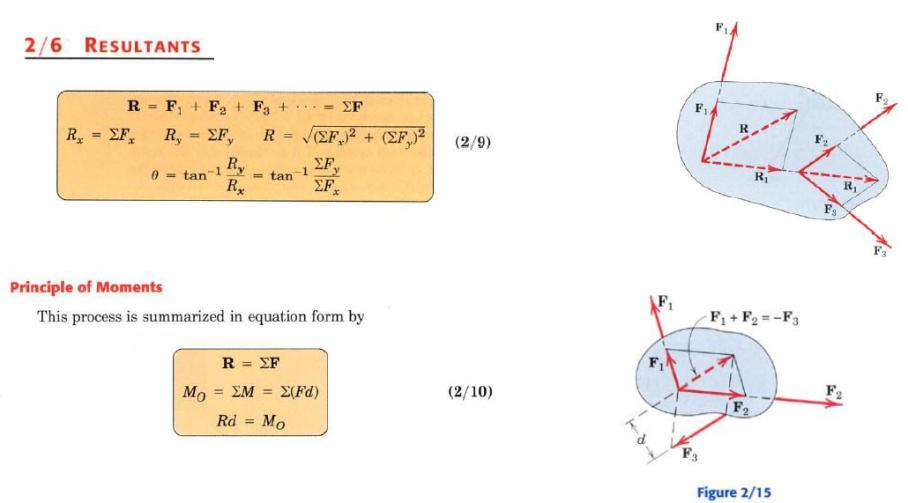 2/6 RESULTANTS
R = F₁ + F₂ + F₃ + ··· = ΣF
Rₓ = ΣFₓ R_y = ΣF_y R = √((ΣFₓ)² + (ΣF_y)²)
θ = tan⁻¹ R_y/Rₓ = tan⁻¹ ΣF_y/ΣFₓ
(2/9)
F₁
F₂
F₁
R
F₂
R₁
R₁
F₃
F₃
Principle of Moments
This process is summarized in equation form by
R = ΣF
M_O = ΣM = Σ(Fd)
Rd = M_O
(2/10)
F₁
F₁ + F₂ = −F₃
F₁
F₂
F₂
d
F₃
Figure 2/15